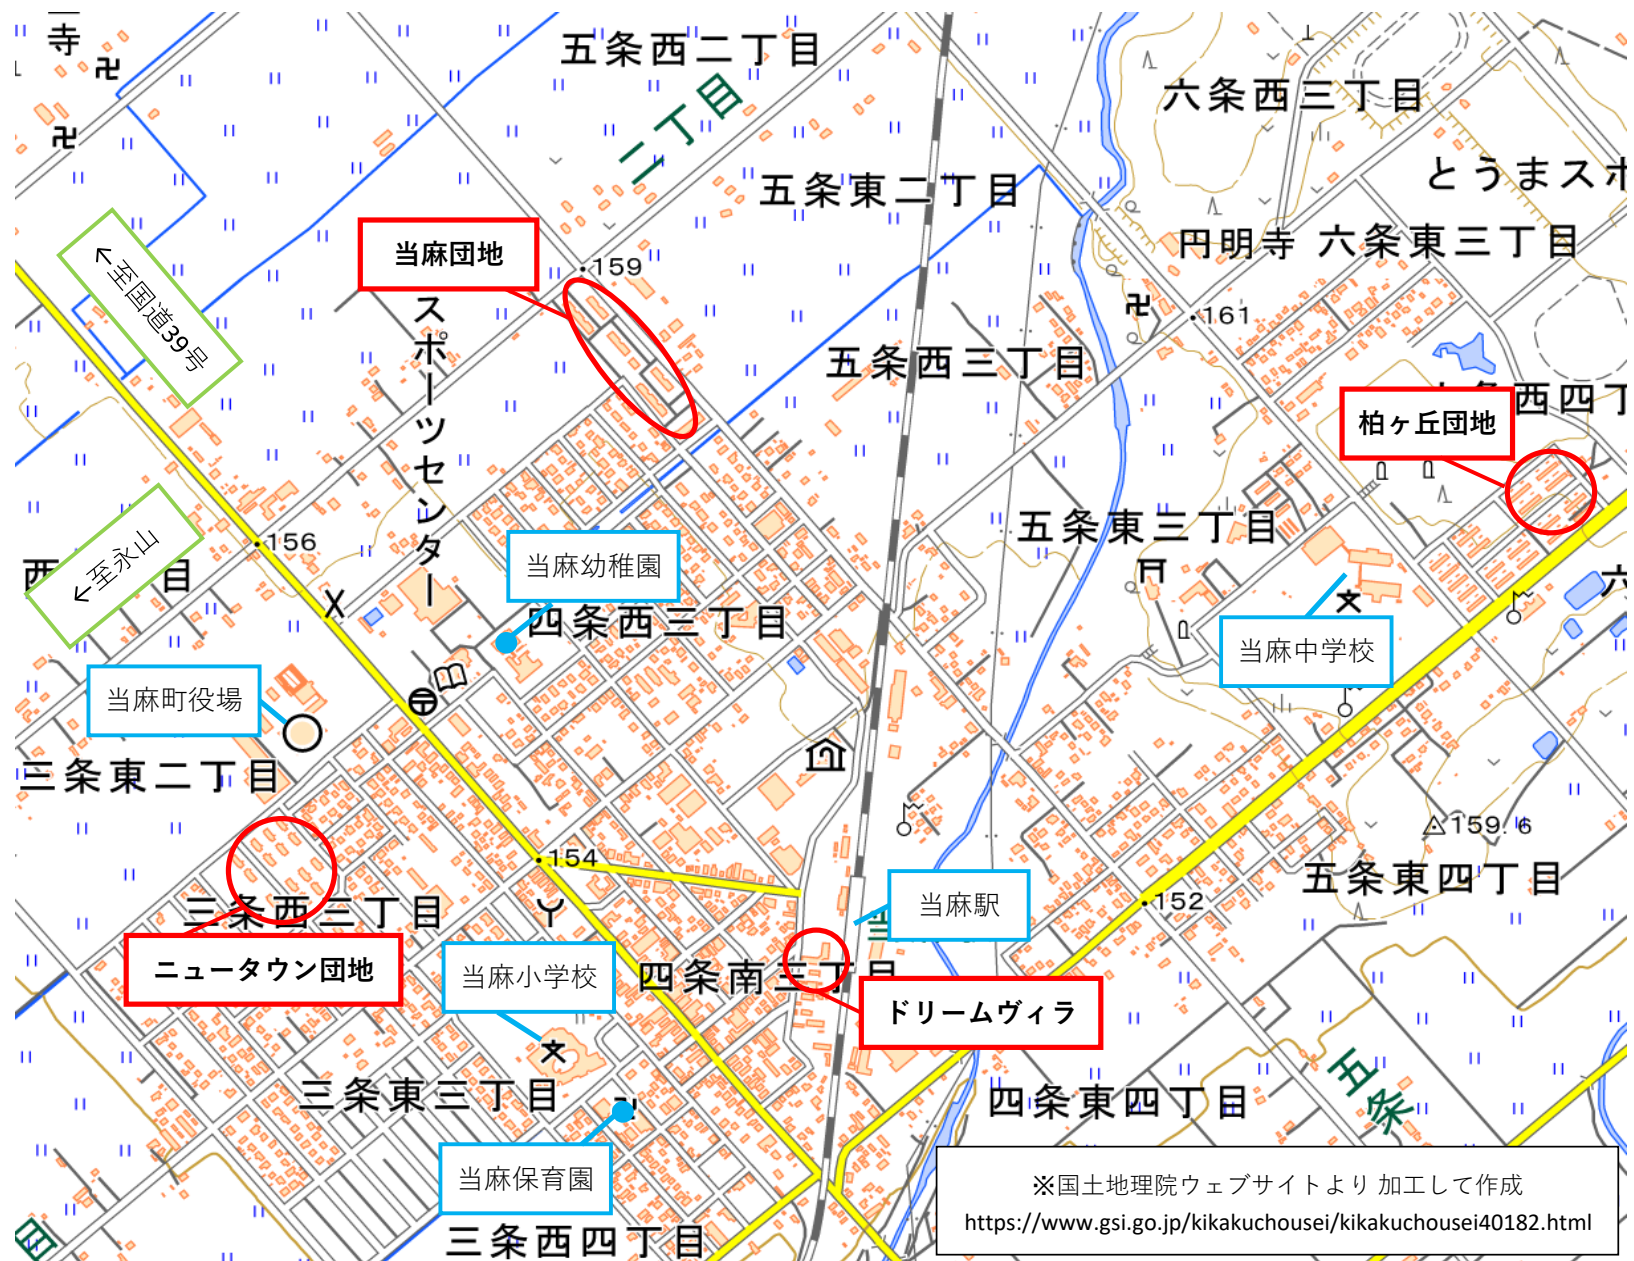 寺
五条西二丁目
二丁目
六条西三丁目
とうまスポ
五条東二丁目
円明寺
六条東三丁目
当麻団地
159
←至国道39号
スポーツセンター
161
五条西三丁目
西四丁
柏ヶ丘団地
156
←至永山
西
目
当麻幼稚園
五条東三丁目
四条西三丁目
六
当麻中学校
当麻町役場
三条東二丁目
154
159.6
五条東四丁目
152
当麻駅
三条西三丁目
ニュータウン団地
当麻小学校
四条南三丁目
ドリームヴィラ
三条東三丁目
四条東四丁目
五条
当麻保育園
三条西四丁目
目
※国土地理院ウェブサイトより 加工して作成
https://www.gsi.go.jp/kikakuchousei/kikakuchousei40182.html